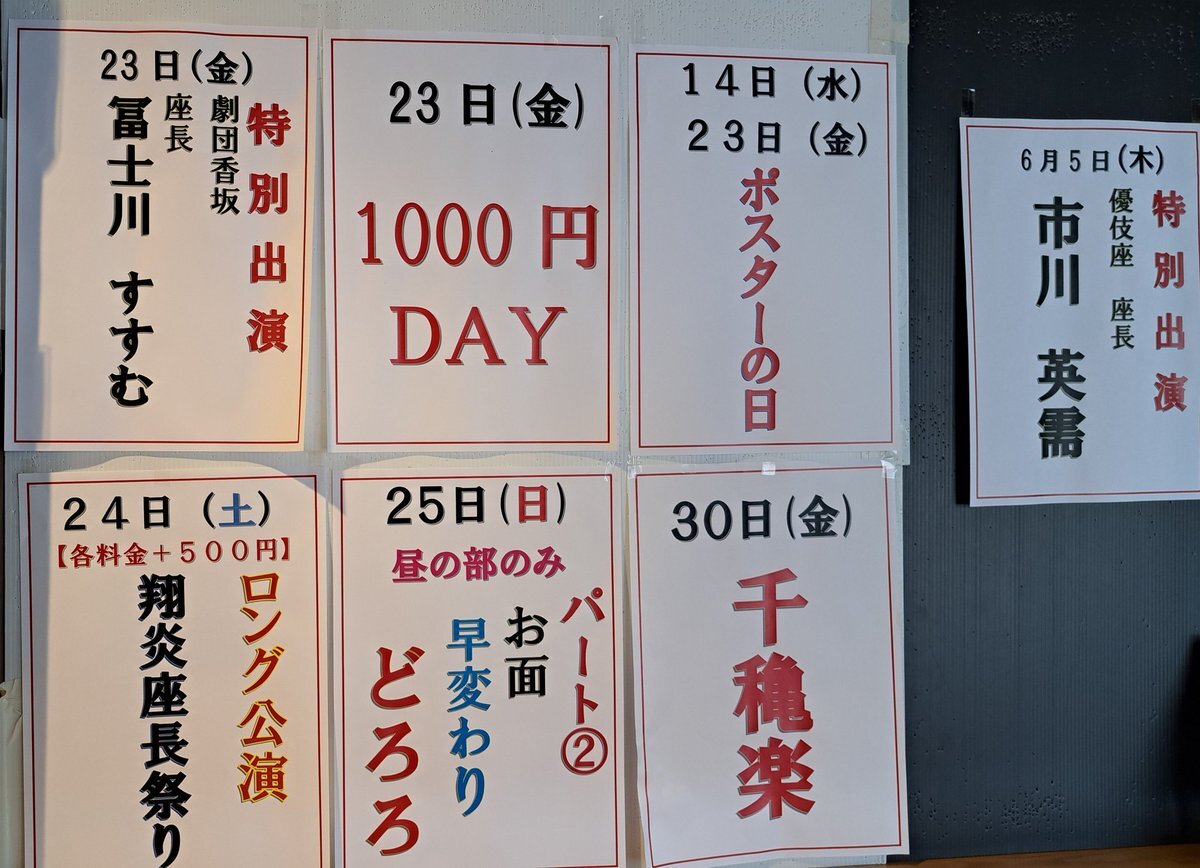 23日(金)
特別出演
劇団香坂
座長
冨士川 すすむ
23日(金)
1000円
DAY
14日(水)
23日(金)
ポスターの日
6月5日(木)
特別出演
優伎座 座長
市川 英需
24日(土)
【各料金+500円】
ロング公演
翔炎座長祭り
25日(日)
昼の部のみ
パート②
お面
早変わり
どろろ
30日(金)
千穐楽